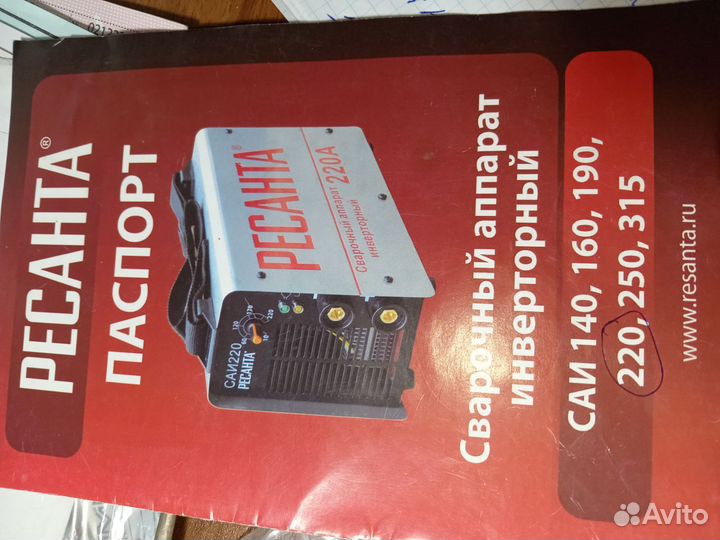 РЕСАНТА®
ПАСПОРТ
РЕСАНТА®
Сварочный аппарат
инверторный 220А
САИ220
РЕСАНТА
Сварочный аппарат
инверторный
САИ 140, 160, 190,
220, 250, 315
www.resanta.ru
Avito